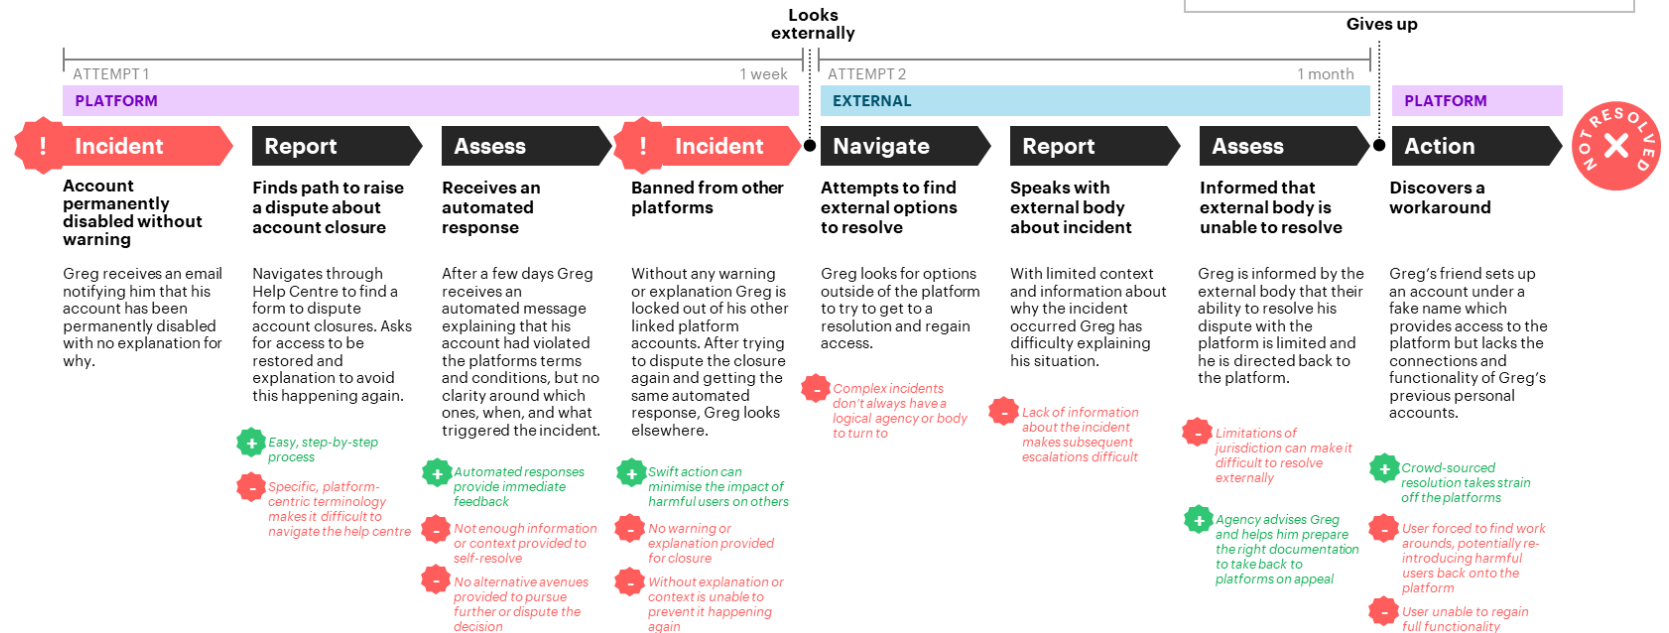 Looks
externally
Gives up
ATTEMPT 1
1 week
ATTEMPT 2
1 month
PLATFORM
EXTERNAL
PLATFORM
! Incident
Report
Assess
! Incident
Navigate
Report
Assess
Action
NOT RESOLVED
Account
permanently
disabled without
warning
Greg receives an email
notifying him that his
account has been
permanently disabled
with no explanation for
why.
Finds path to raise
a dispute about
account closure
Navigates through
Help Centre to find a
form to dispute
account closures. Asks
for access to be
restored and
explanation to avoid
this happening again.
+ Easy, step-by-step
process
- Specific, platform-
centric terminology
makes it difficult to
navigate the help centre
Receives an
automated
response
After a few days Greg
receives an
automated message
explaining that his
account had violated
the platforms terms
and conditions, but no
clarity around which
ones, when, and what
triggered the incident.
+ Automated responses
provide immediate
feedback
- Not enough information
or context provided to
self-resolve
- No alternative avenues
provided to pursue
further or dispute the
decision
Banned from other
platforms
Without any warning
or explanation Greg is
locked out of his other
linked platform
accounts. After trying
to dispute the closure
again and getting the
same automated
response, Greg looks
elsewhere.
+ Swift action can
minimise the impact of
harmful users on others
- No warning or
explanation provided
for closure
- Without explanation or
context is unable to
prevent it happening
again
Attempts to find
external options
to resolve
Greg looks for options
outside of the platform
to try to get to a
resolution and regain
access.
- Complex incidents
don't always have a
logical agency or body
to turn to
Speaks with
external body
about incident
With limited context
and information about
why the incident
occurred Greg has
difficulty explaining
his situation.
- Lack of information
about the incident
makes subsequent
escalations difficult
Informed that
external body is
unable to resolve
Greg is informed by the
external body that their
ability to resolve his
dispute with the
platform is limited and
he is directed back to
the platform.
- Limitations of
jurisdiction can make it
difficult to resolve
externally
+ Agency advises Greg
and helps him prepare
the right documentation
to take back to
platforms on appeal
Discovers a
workaround
Greg's friend sets up
an account under a
fake name which
provides access to the
platform but lacks the
connections and
functionality of Greg's
previous personal
accounts.
+ Crowd-sourced
resolution takes strain
off the platforms
- User forced to find work
arounds, potentially re-
introducing harmful
users back onto the
platform
- User unable to regain
full functionality